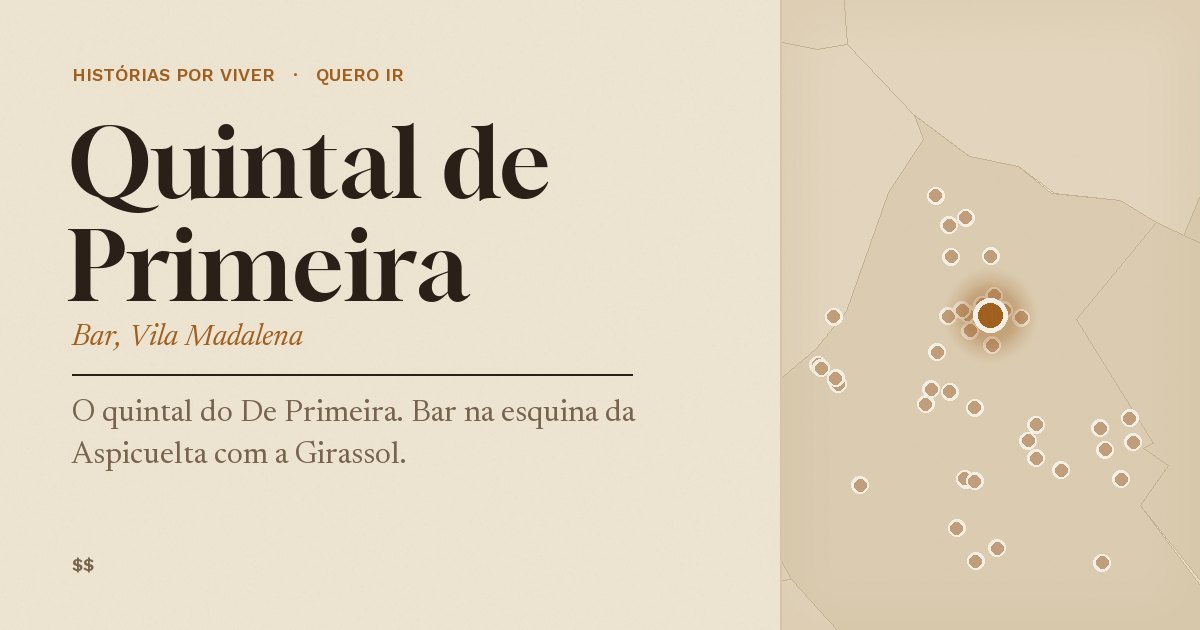 HISTÓRIAS POR VIVER · QUERO IR
Quintal de
Primeira
Bar, Vila Madalena
O quintal do De Primeira. Bar na esquina da
Aspicuelta com a Girassol.
$$